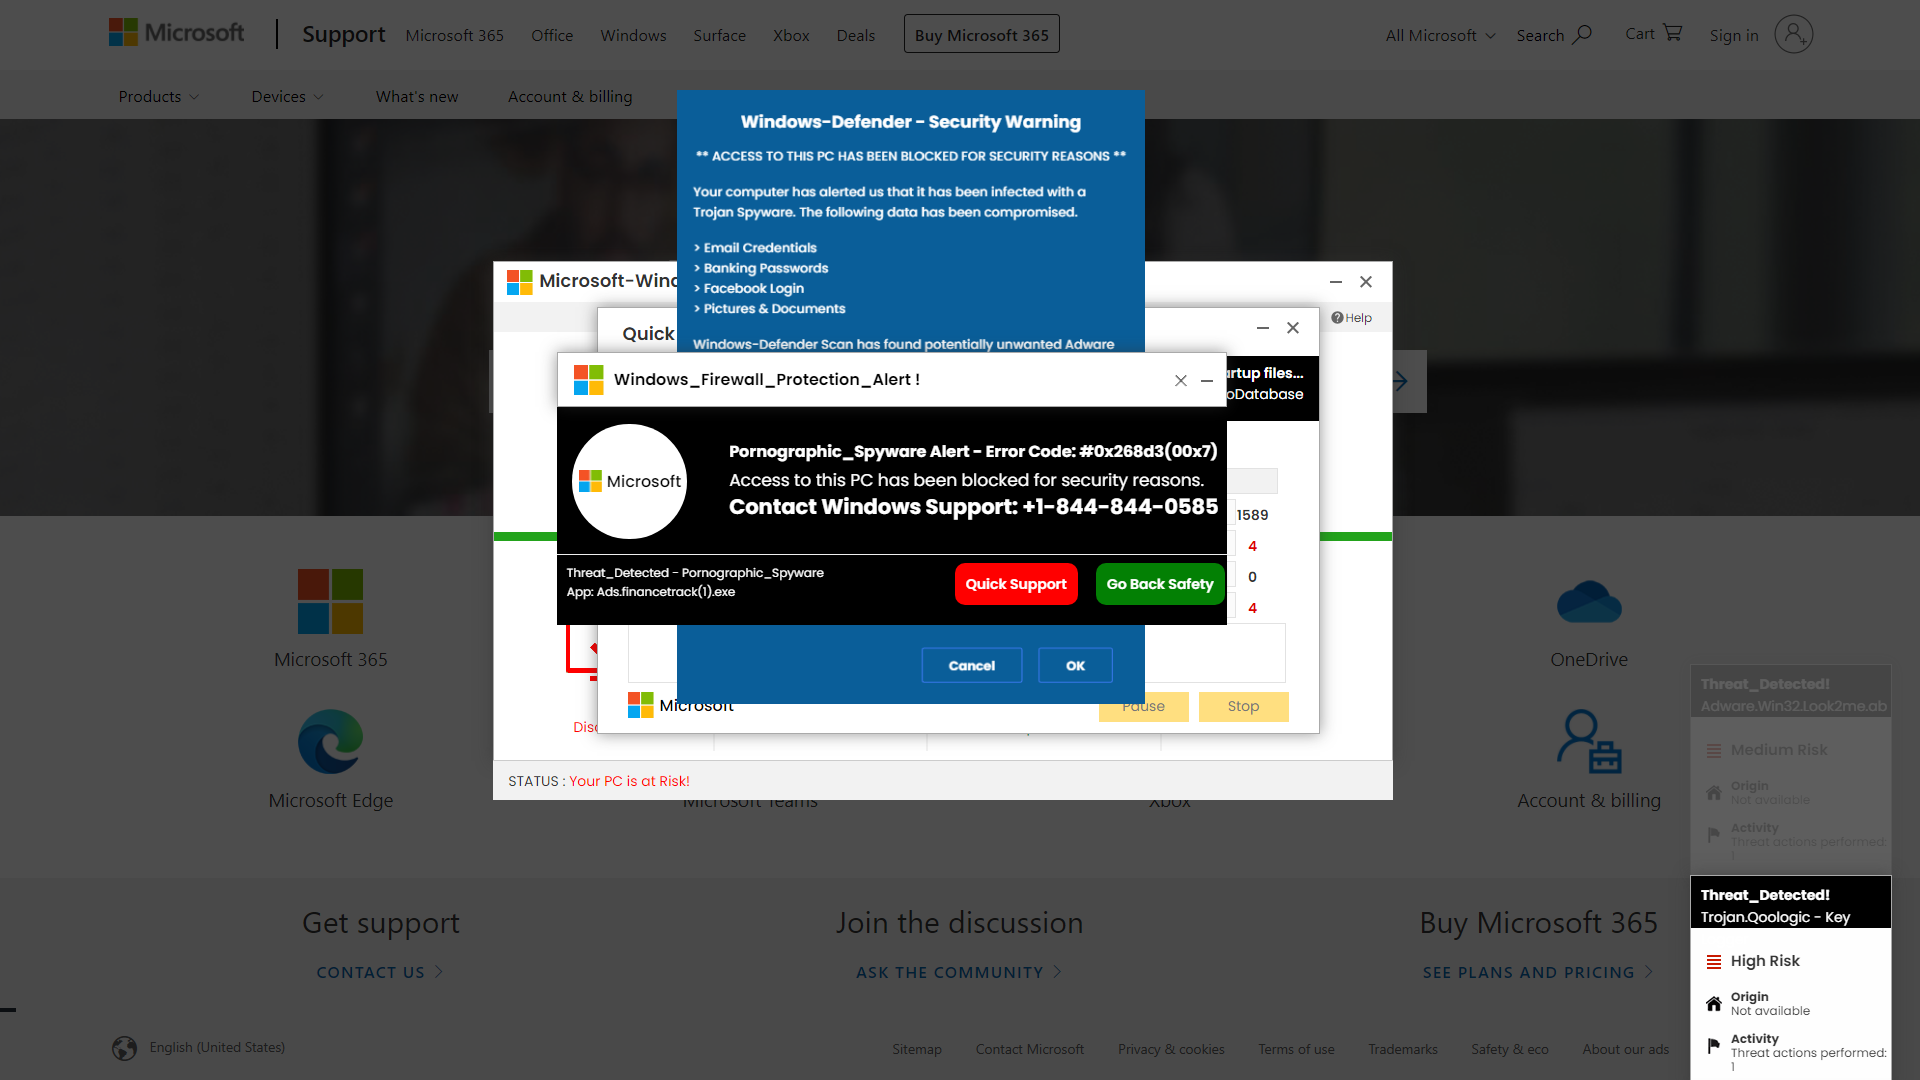 Microsoft
Support
Microsoft 365
Office
Windows
Surface
Xbox
Deals
Buy Microsoft 365
All Microsoft
Search
Cart
Sign in
Products
Devices
What's new
Account & billing
Windows-Defender - Security Warning
** ACCESS TO THIS PC HAS BEEN BLOCKED FOR SECURITY REASONS **
Your computer has alerted us that it has been infected with a
Trojan Spyware. The following data has been compromised.
> Email Credentials
> Banking Passwords
> Facebook Login
> Pictures & Documents
Windows-Defender Scan has found potentially unwanted Adware
Microsoft-Wind
Help
Quick
rtup files...
oDatabase
Windows_Firewall_Protection_Alert !
Microsoft
Pornographic_Spyware Alert - Error Code: #0x268d3(00x7)
Access to this PC has been blocked for security reasons.
Contact Windows Support: +1-844-844-0585
Threat_Detected - Pornographic_Spyware
App: Ads.financetrack(1).exe
Quick Support
Go Back Safety
1589
4
0
4
Cancel
OK
Microsoft
Pause
Stop
Disc
STATUS : Your PC is at Risk!
Microsoft 365
OneDrive
Microsoft Edge
Microsoft Teams
Xbox
Account & billing
Threat_Detected!
Adware.Win32.Look2me.ab
Medium Risk
Origin
Not available
Activity
Threat actions performed:
1
Threat_Detected!
Trojan.Qoologic - Key
High Risk
Origin
Not available
Activity
Threat actions performed:
1
Get support
CONTACT US
Join the discussion
ASK THE COMMUNITY
Buy Microsoft 365
SEE PLANS AND PRICING
English (United States)
Sitemap
Contact Microsoft
Privacy & cookies
Terms of use
Trademarks
Safety & eco
About our ads